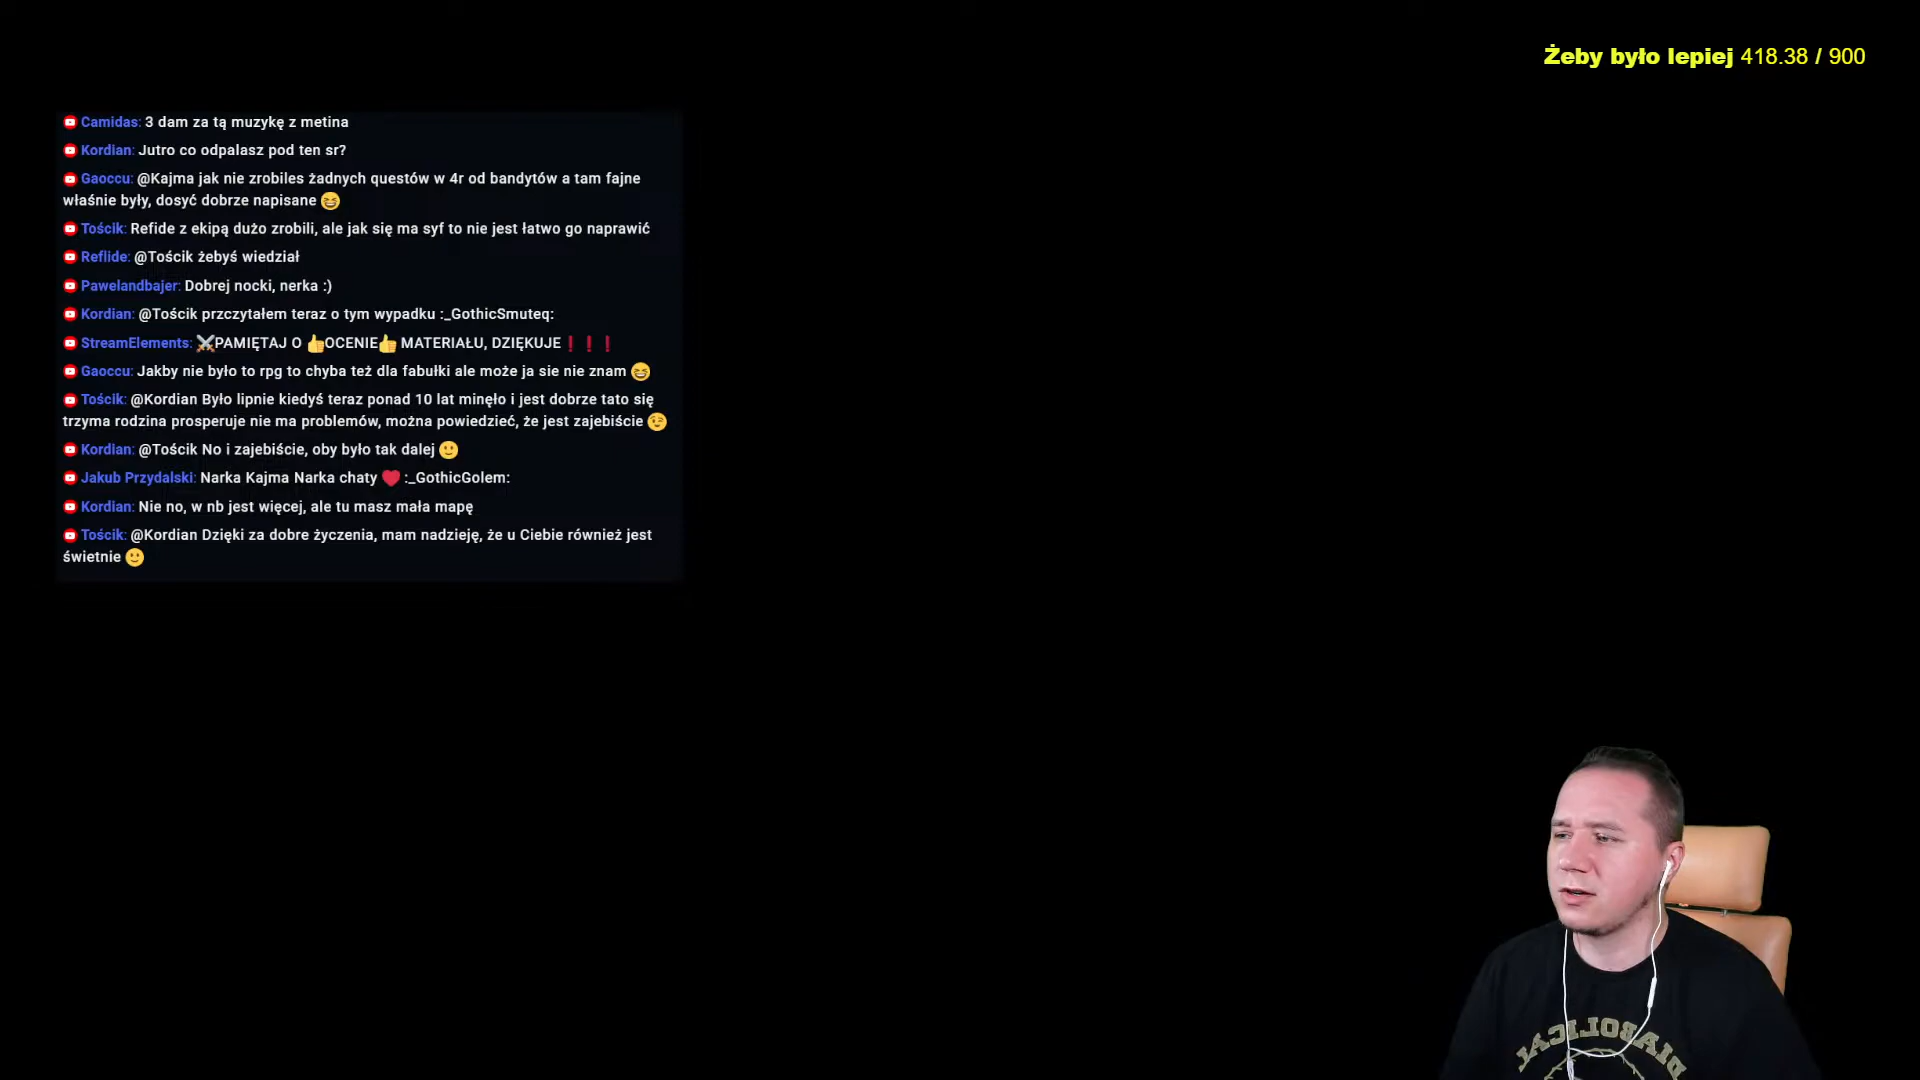 Żeby było lepiej 418.38 / 900
Camidas: 3 dam za tą muzykę z metina
Kordian: Jutro co odpalasz pod ten sr?
Gaoccu: @Kajma jak nie zrobiles żadnych questów w 4r od bandytów a tam fajne
właśnie były, dosyć dobrze napisane 😆
Tościk: Refide z ekipą dużo zrobili, ale jak się ma syf to nie jest łatwo go naprawić
Reflide: @Tościk żebyś wiedział
Pawelandbajer: Dobrej nocki, nerka :)
Kordian: @Tościk przczytałem teraz o tym wypadku :_GothicSmuteq:
StreamElements: ⚔️PAMIĘTAJ O 👍OCENIE👍 MATERIAŁU, DZIĘKUJE❗❗❗
Gaoccu: Jakby nie było to rpg to chyba też dla fabułki ale może ja sie nie znam 😆
Tościk: @Kordian Było lipnie kiedyś teraz ponad 10 lat minęło i jest dobrze tato się
trzyma rodzina prosperuje nie ma problemów, można powiedzieć, że jest zajebiście 😉
Kordian: @Tościk No i zajebiście, oby było tak dalej 🙂
Jakub Przydalski: Narka Kajma Narka chaty ❤️ :_GothicGolem:
Kordian: Nie no, w nb jest więcej, ale tu masz mała mapę
Tościk: @Kordian Dzięki za dobre życzenia, mam nadzieję, że u Ciebie również jest
świetnie 🙂
DIABOLICAL